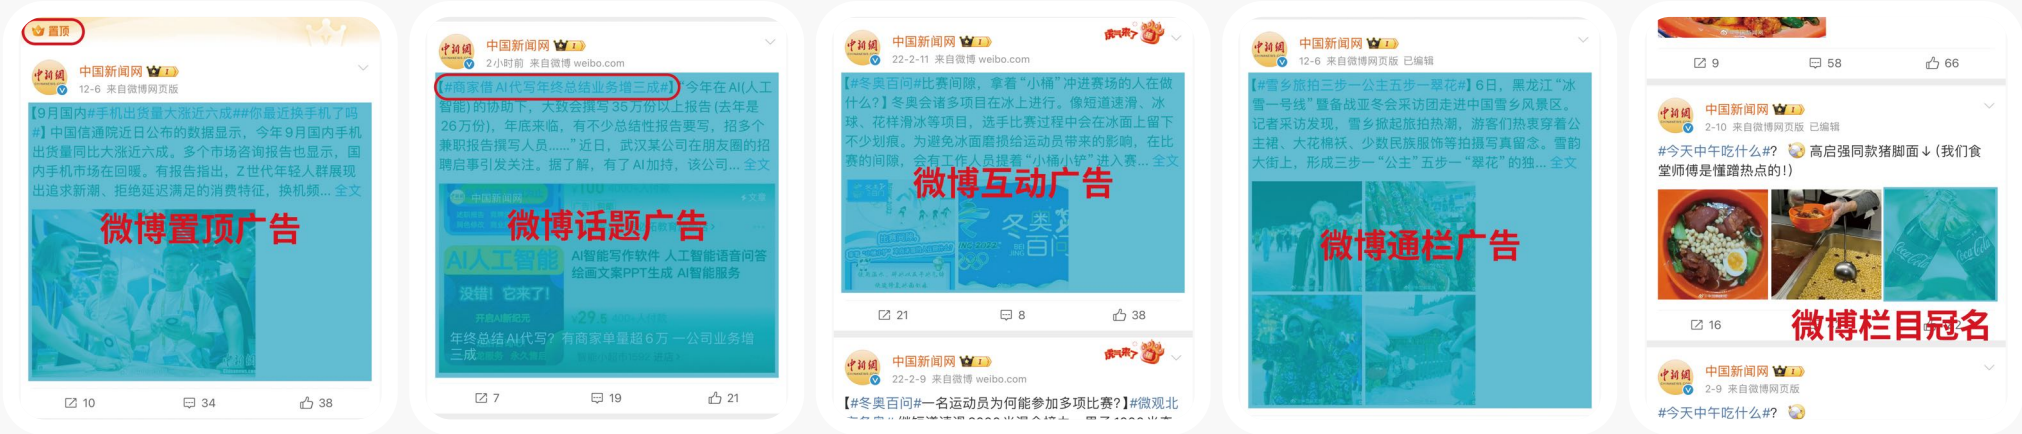 置顶
中国新闻网
12-6 来自微博网页版
【9月国内#手机出货量大涨近六成##你最近换手机了吗
#】中国信通院近日公布的数据显示，今年9月国内手机
出货量同比大涨近六成。多个市场咨询报告也显示，国
内手机市场在回暖。有报告指出，Z世代年轻人群展现
出追求新潮、拒绝延迟满足的消费特征，换机频... 全文
微博置顶广告
10
34
38
中国新闻网
2小时前 来自微博 weibo.com
【#商家借AI代写年终总结业务增三成#】“今年在AI(人工
智能)的协助下，大致会撰写35万份以上报告(去年是
26万份)，年底来临，有不少总结性报告要写，招多个
兼职报告撰写人员......”近日，武汉某公司在朋友圈的招
聘启事引发关注。据了解，有了AI加持，该公司... 全文
中国新闻网
微博话题广告
AI人工智能
AI智能写作软件 人工智能语音问答
绘画文案PPT生成 AI智能服务
没错！它来了！
开启AI新纪元
29.5
年终总结AI代写？有商家单量超6万 一公司业务增
三成
7
19
21
中国新闻网
22-2-11 来自微博 weibo.com
【#冬奥百问#比赛间隙，拿着“小桶”冲进赛场的人在做
什么？】冬奥会诸多项目在冰上进行。像短道速滑、冰
球、花样滑冰等项目，选手比赛过程中会在冰面上留下
不少划痕。为避免冰面磨损给运动员带来的影响，在比
赛的间隙，会有工作人员提着“小桶小铲”进入赛... 全文
微博互动广告
21
8
38
中国新闻网
22-2-9 来自微博 weibo.com
【#冬奥百问#一名运动员为何能参加多项比赛？】#微观北
中国新闻网
12-6 来自微博网页版 已编辑
【#雪乡旅拍三步一公主五步一翠花#】6日，黑龙江“冰
雪一号线”暨备战亚冬会采访团走进中国雪乡风景区。
记者采访发现，雪乡掀起旅拍热潮，游客们热衷穿着公
主裙、大花棉袄、少数民族服饰等拍摄写真留念。雪韵
大街上，形成三步一“公主”五步一“翠花”的独... 全文
微博通栏广告
9
58
66
中国新闻网
2-10 来自微博网页版 已编辑
#今天中午吃什么#？ 高启强同款猪脚面↓(我们食
堂师傅是懂蹭热点的！)
Coca-Cola
16
微博栏目冠名
中国新闻网
2-9 来自微博网页版
#今天中午吃什么#？